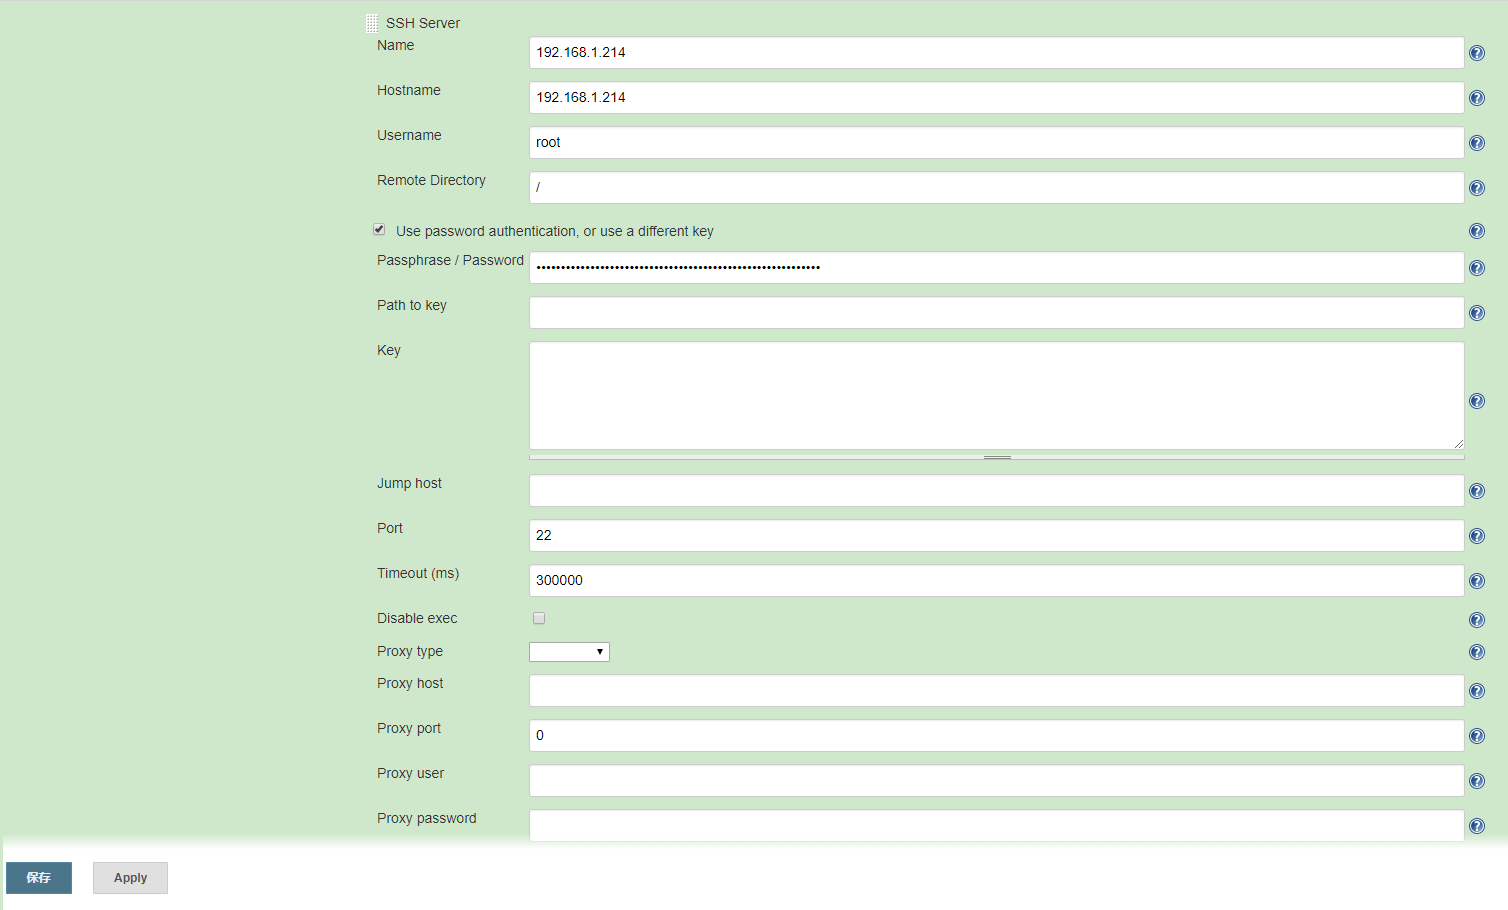 SSH Server
Name
192.168.1.214
Hostname
192.168.1.214
Username
root
Remote Directory
/
Use password authentication, or use a different key
Passphrase / Password
••••••••••••••••••••••••••••••••••••••••••••••••••••••••••
Path to key
Key
Jump host
Port
22
Timeout (ms)
300000
Disable exec
Proxy type
Proxy host
Proxy port
0
Proxy user
Proxy password
保存
Apply